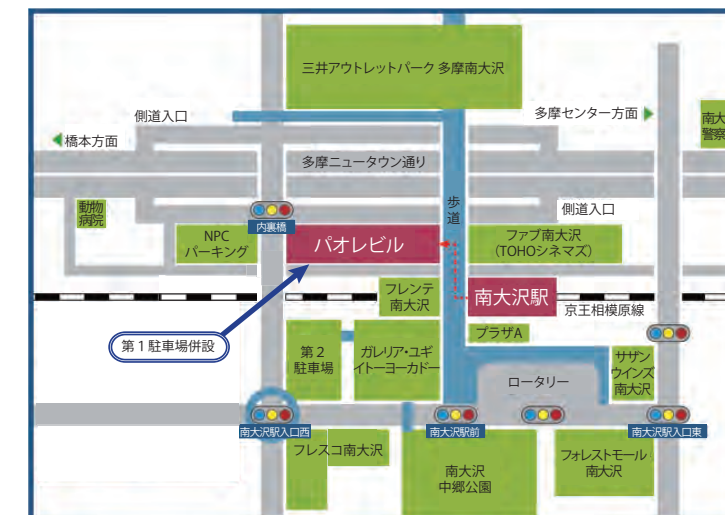 三井アウトレットパーク 多摩南大沢
側道入口
多摩センター方面
南大
警察
橋本方面
多摩ニュータウン通り
動物
病院
歩
道
側道入口
内裏橋
NPC
パーキング
パオレビル
ファブ南大沢
(TOHOシネマズ)
フレンテ
南大沢
南大沢駅
京王相模原線
第1駐車場併設
プラザA
第2
駐車場
ガレリア・ユギ
イトーヨーカドー
サザン
ウインズ
南大沢
ロータリー
南大沢駅入口西
南大沢駅前
南大沢駅入口東
フレスコ南大沢
南大沢
中郷公園
フォレストモール
南大沢